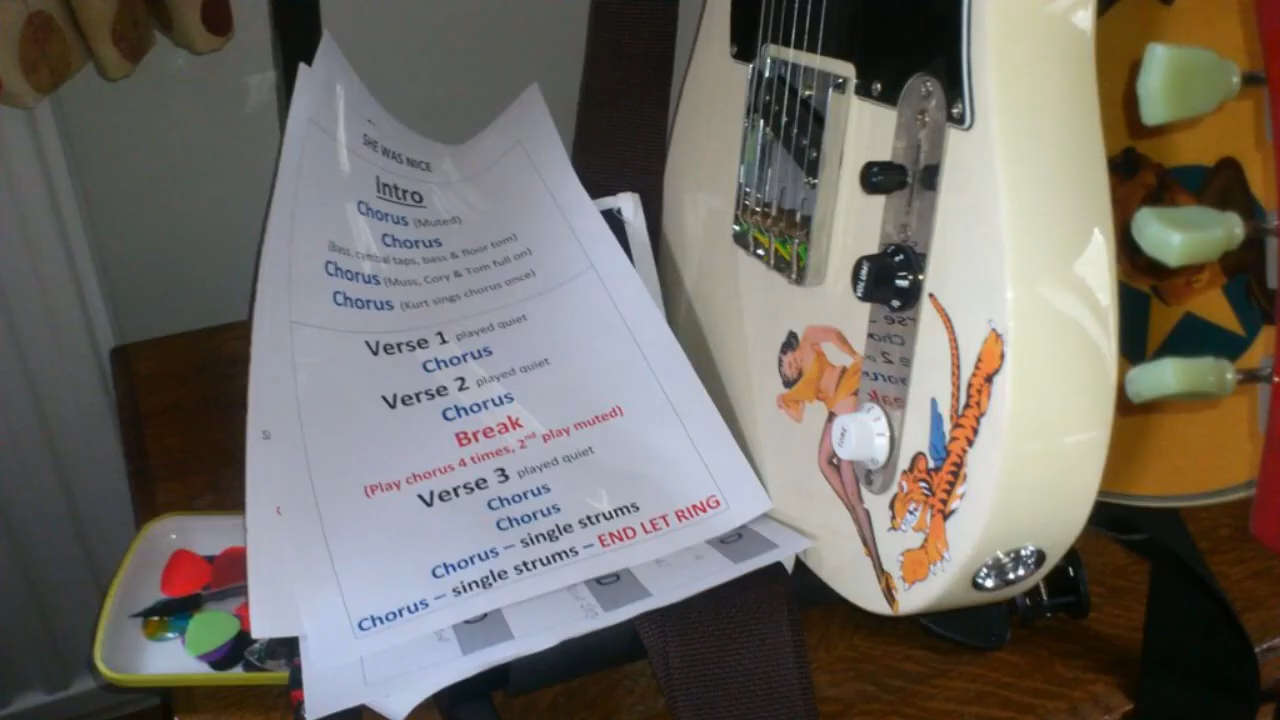 SHE WAS NICE
Intro
Chorus (Muted)
Chorus
(Bass, cymbal taps, bass & floor tom)
Chorus (Muss, Cory & Tom full on)
Chorus (Kurt sings chorus once)
Verse 1 played quiet
Chorus
Verse 2 played quiet
Chorus
Break
(Play chorus 4 times, 2nd play muted)
Verse 3 played quiet
Chorus
Chorus
Chorus – single strums
Chorus – single strums – END LET RING
D
D
VOLUME
TONE